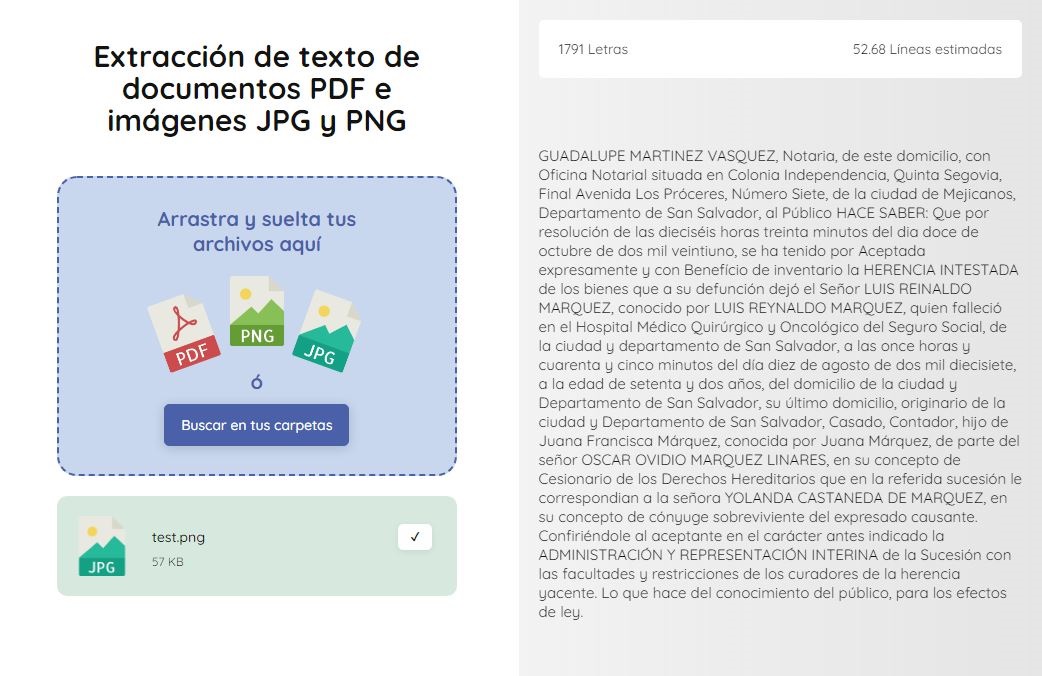 Extracción de texto de
documentos PDF e
imágenes JPG y PNG
Arrastra y suelta tus
archivos aquí
PDF
PNG
JPG
ó
Buscar en tus carpetas
JPG
test.png
57 KB
✓
1791 Letras
52.68 Líneas estimadas
GUADALUPE MARTINEZ VASQUEZ, Notaria, de este domicilio, con
Oficina Notarial situada en Colonia Independencia, Quinta Segovia,
Final Avenida Los Próceres, Número Siete, de la ciudad de Mejicanos,
Departamento de San Salvador, al Público HACE SABER: Que por
resolución de las dieciséis horas treinta minutos del dia doce de
octubre de dos mil veintiuno, se ha tenido por Aceptada
expresamente y con Benefício de inventario la HERENCIA INTESTADA
de los bienes que a su defunción dejó el Señor LUIS REINALDO
MARQUEZ, conocido por LUIS REYNALDO MARQUEZ, quien falleció
en el Hospital Médico Quirúrgico y Oncológico del Seguro Social, de
la ciudad y departamento de San Salvador, a las once horas y
cuarenta y cinco minutos del día diez de agosto de dos mil diecisiete,
a la edad de setenta y dos años, del domicilio de la ciudad y
Departamento de San Salvador, su último domicilio, originario de la
ciudad y Departamento de San Salvador, Casado, Contador, hijo de
Juana Francisca Márquez, conocida por Juana Márquez, de parte del
señor OSCAR OVIDIO MARQUEZ LINARES, en su concepto de
Cesionario de los Derechos Hereditarios que en la referida sucesión le
correspondian a la señora YOLANDA CASTANEDA DE MARQUEZ, en
su concepto de cónyuge sobreviviente del expresado causante.
Confiriéndole al aceptante en el carácter antes indicado la
ADMINISTRACIÓN Y REPRESENTACIÓN INTERINA de la Sucesión con
las facultades y restricciones de los curadores de la herencia
yacente. Lo que hace del conocimiento del público, para los efectos
de ley.